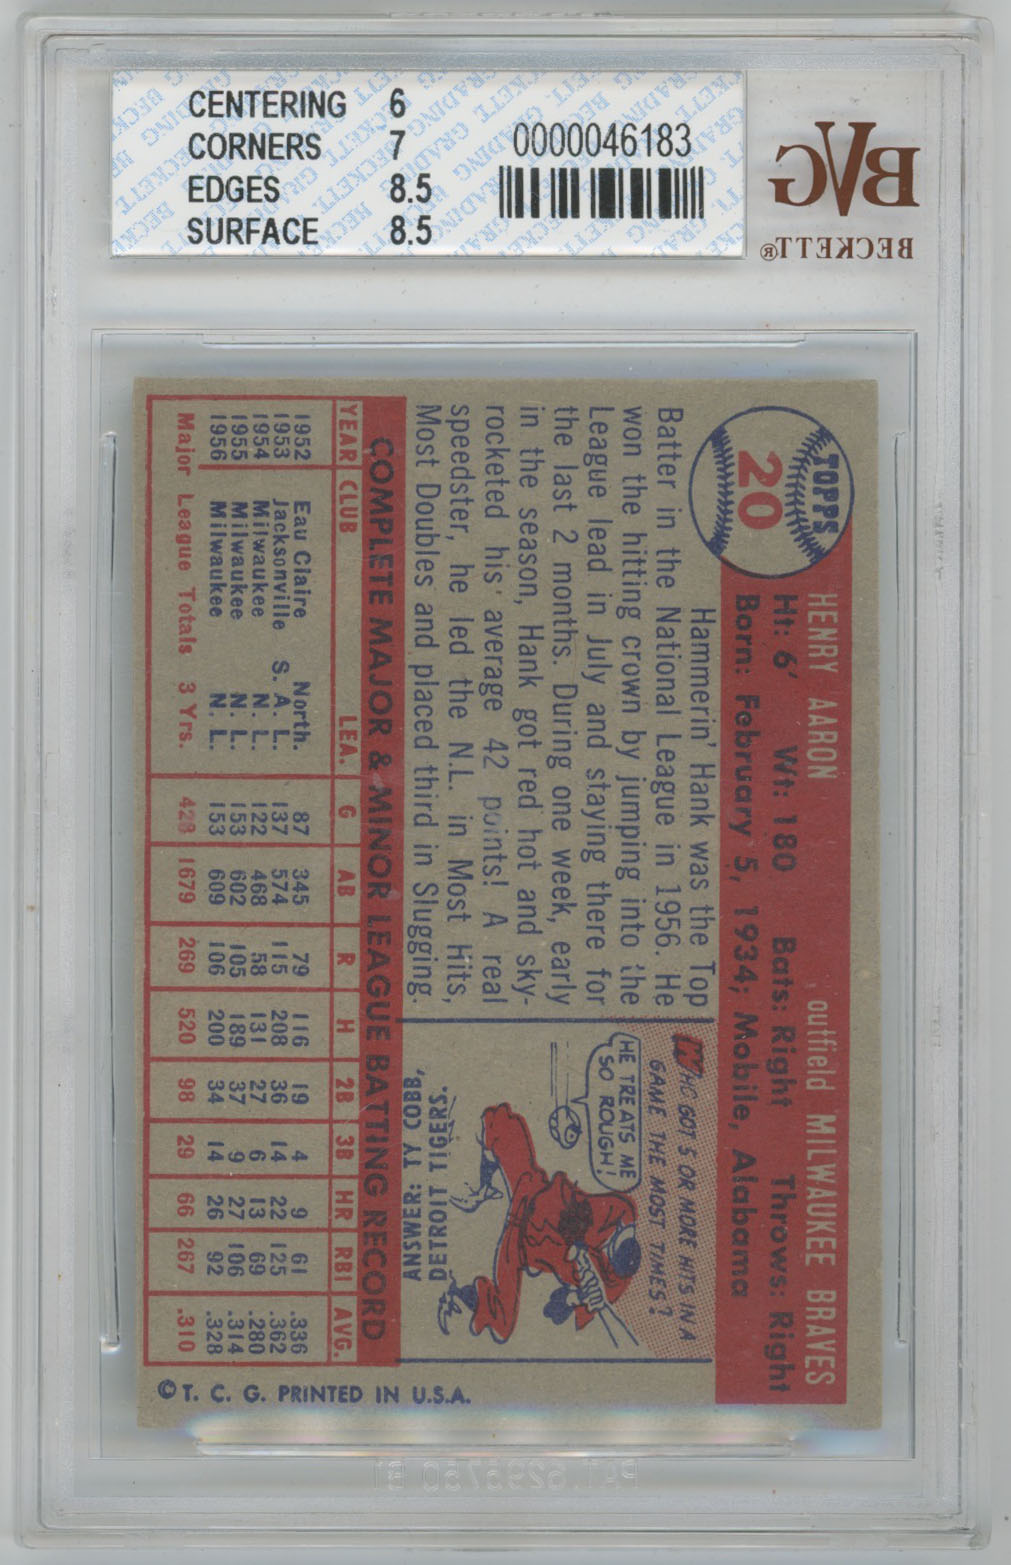 CENTERING 6
CORNERS 7
EDGES 8.5
SURFACE 8.5
0000046183
BVG
BECKETT®
TOPPS
20
HENRY AARON outfield MILWAUKEE BRAVES
Ht: 6' Wt: 180 Bats: Right Throws: Right
Born: February 5, 1934; Mobile, Alabama
Hammerin' Hank was the Top
Batter in the National League in 1956. He
won the hitting crown by jumping into the
League lead in July and staying there for
the last 2 months. During one week, early
in the season, Hank got red hot and sky-
rocketed his average 42 points! A real
speedster, he led the N.L. in Most Hits,
Most Doubles and placed third in Slugging.
WHO GOT 5 OR MORE HITS IN A
GAME THE MOST TIMES?
HE TREATS ME
SO ROUGH!
ANSWER: TY COBB,
DETROIT TIGERS.
COMPLETE MAJOR & MINOR LEAGUE BATTING RECORD
YEAR CLUB LEA. G AB R H 2B 3B HR RBI AVG.
1952 Eau Claire North. 87 345 79 116 19 4 9 61 .336
1953 Jacksonville S. A. L. 137 574 115 208 36 14 22 125 .362
1954 Milwaukee N. L. 122 468 58 131 27 6 13 69 .280
1955 Milwaukee N. L. 153 602 105 189 37 9 27 106 .314
1956 Milwaukee N. L. 153 609 106 200 34 14 26 92 .328
Major League Totals 3 Yrs. 428 1679 269 520 98 29 66 267 .310
© T. C. G. PRINTED IN U.S.A.